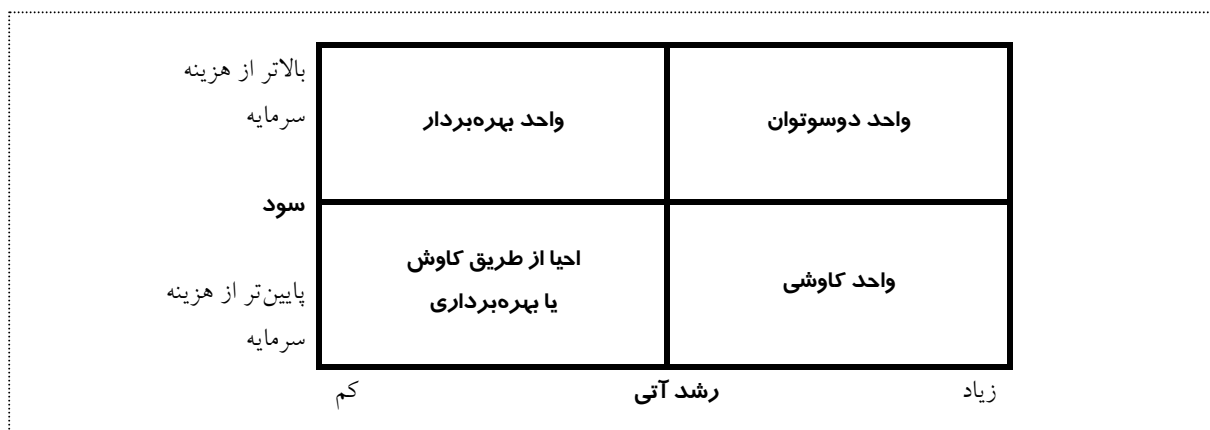 بالاتر از هزینه
سرمایه
واحد دوسوتوان
واحد بهره‌بردار
سود
پایین‌تر از هزینه
سرمایه
واحد کاوشی
احیا از طریق کاوش
یا بهره‌برداری
زیاد
رشد آتی
کم